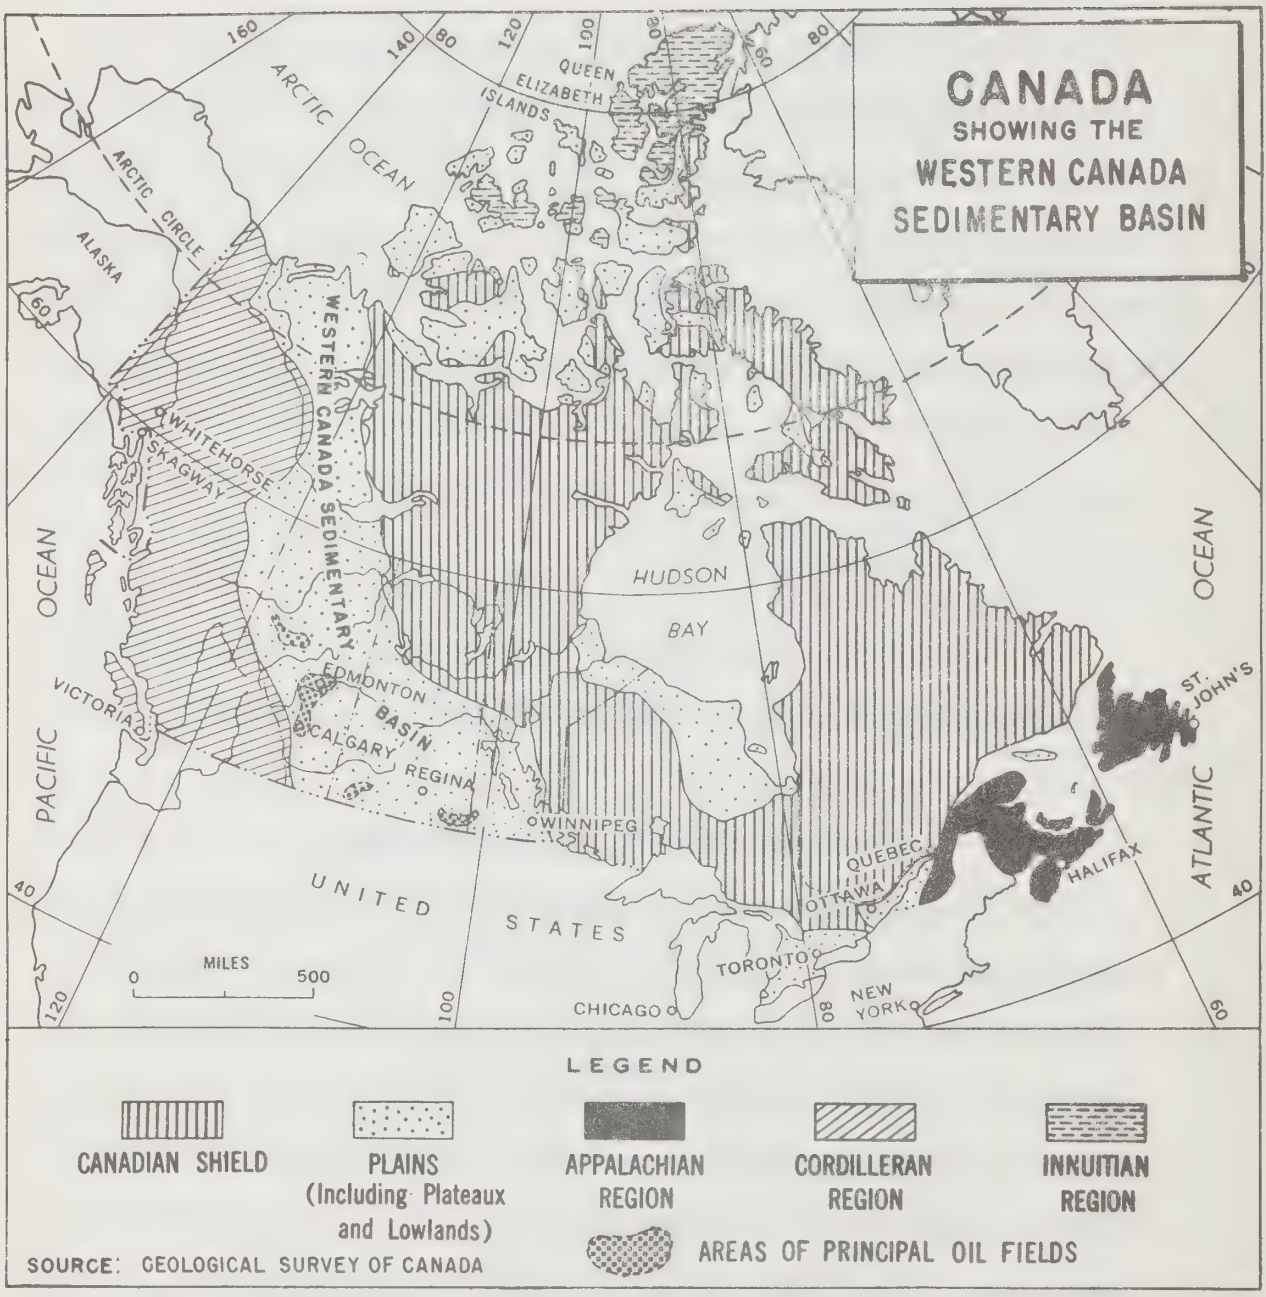 CANADA
SHOWING THE
WESTERN CANADA
SEDIMENTARY BASIN
160
140
80
120
100
80
60
80
QUEEN
ELIZABETH
ISLANDS
ARCTIC
OCEAN
ARCTIC CIRCLE
ALASKA
60
WHITEHORSE
SKAGWAY
WESTERN CANADA SEDIMENTARY
BASIN
HUDSON
BAY
PACIFIC OCEAN
VICTORIA
EDMONTON
CALGARY
REGINA
WINNIPEG
ST.
JOHN'S
ATLANTIC OCEAN
QUEBEC
OTTAWA
HALIFAX
UNITED STATES
TORONTO
CHICAGO
NEW
YORK
40
40
MILES
0 500
120
100
80
60
LEGEND
CANADIAN SHIELD
PLAINS
(Including Plateaux
and Lowlands)
APPALACHIAN
REGION
CORDILLERAN
REGION
INNUITIAN
REGION
AREAS OF PRINCIPAL OIL FIELDS
SOURCE: GEOLOGICAL SURVEY OF CANADA